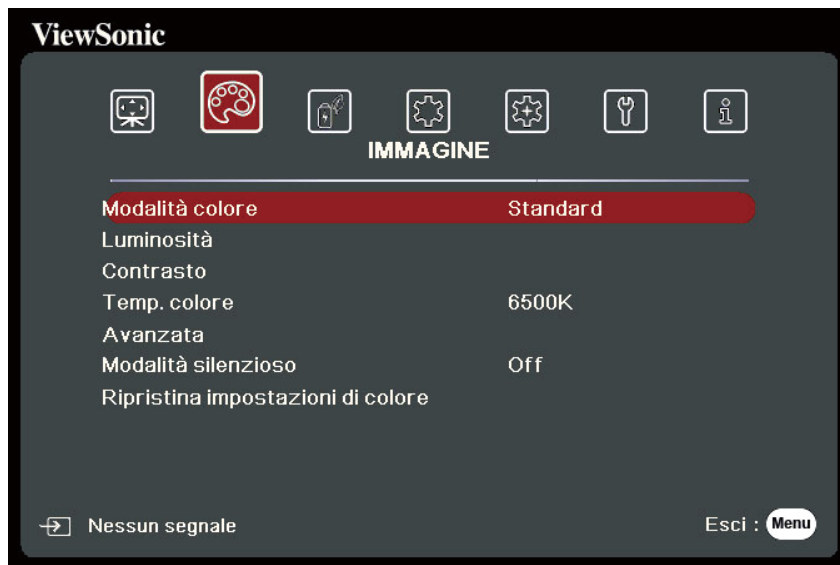 ViewSonic
IMMAGINE
Modalità colore Standard
Luminosità
Contrasto
Temp. colore 6500K
Avanzata
Modalità silenzioso Off
Ripristina impostazioni di colore
Nessun segnale Esci : Menu